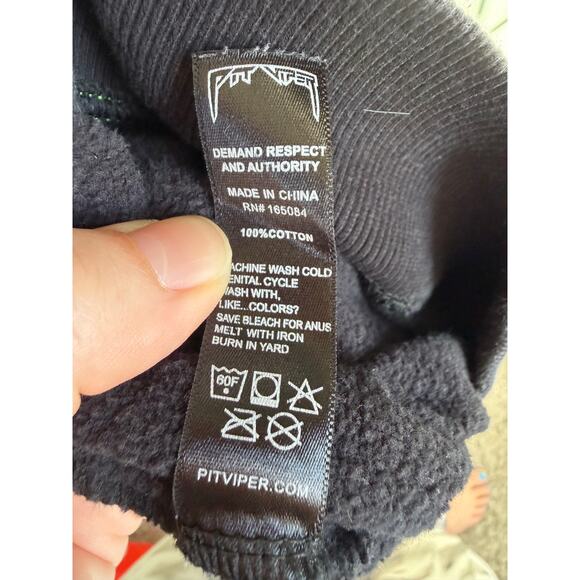 PIT VIPER
DEMAND RESPECT
AND AUTHORITY
MADE IN CHINA
RN# 165084
100%COTTON
ACHINE WASH COLD
ENITAL CYCLE
ASH WITH,
LIKE...COLORS?
SAVE BLEACH FOR ANUS
MELT WITH IRON
BURN IN YARD
60F
PITVIPER.COM